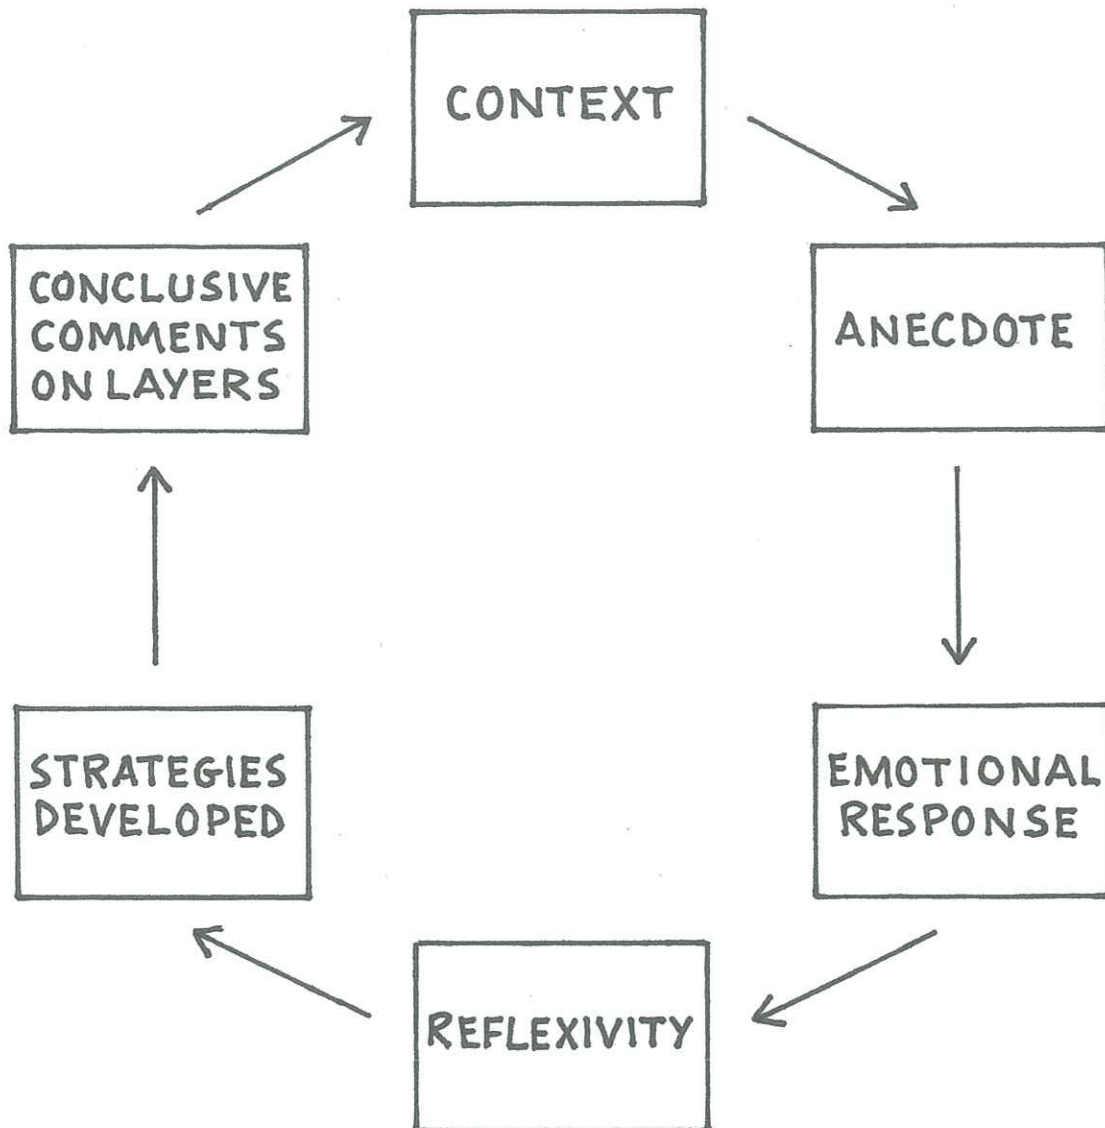 CONTEXT
ANECDOTE
EMOTIONAL
RESPONSE
REFLEXIVITY
STRATEGIES
DEVELOPED
CONCLUSIVE
COMMENTS
ON LAYERS